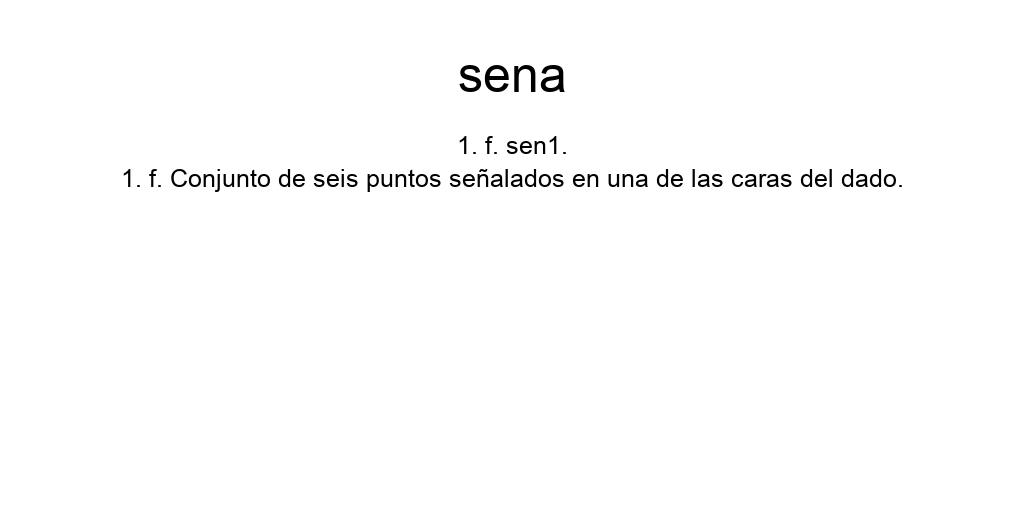 sena
1. f. sen1.
1. f. Conjunto de seis puntos señalados en una de las caras del dado.